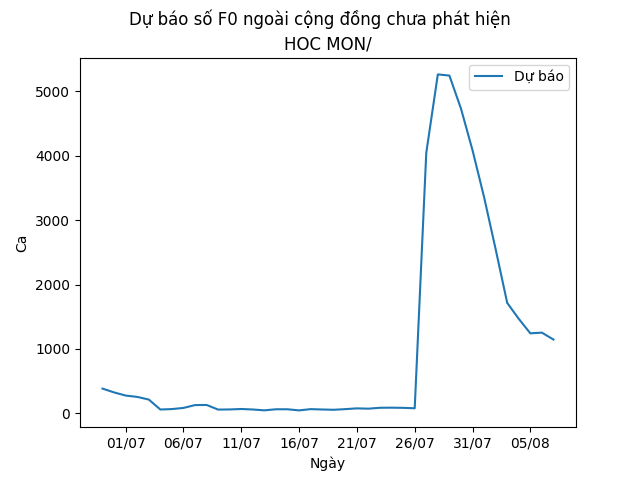 Dự báo số F0 ngoài cộng đồng chưa phát hiện
HOC MON/
Dự báo
5000
4000
3000
2000
1000
0
Ca
01/07 06/07 11/07 16/07 21/07 26/07 31/07 05/08
Ngày